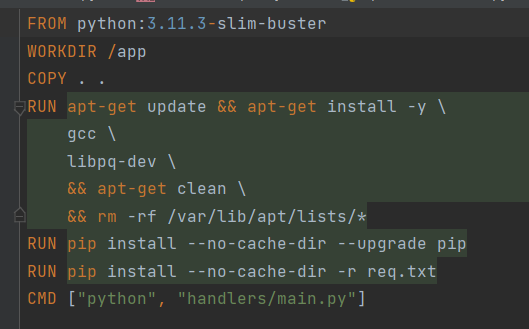 FROM python:3.11.3-slim-buster
WORKDIR /app
COPY . .
RUN apt-get update && apt-get install -y \
    gcc \
    libpq-dev \
    && apt-get clean \
    && rm -rf /var/lib/apt/lists/*
RUN pip install --no-cache-dir --upgrade pip
RUN pip install --no-cache-dir -r req.txt
CMD ["python", "handlers/main.py"]